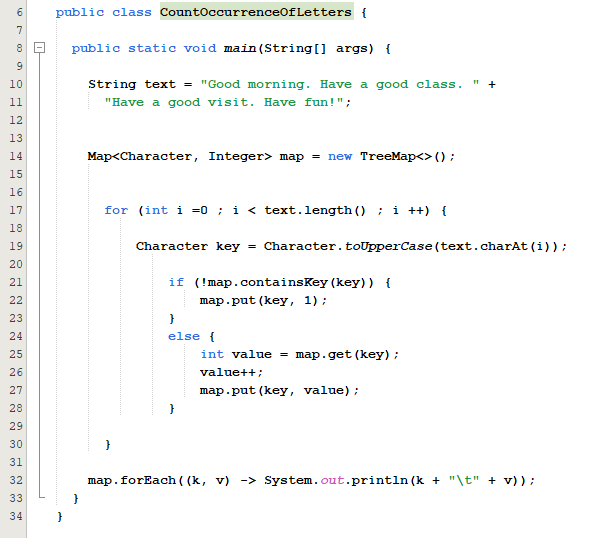 6 public class CountOccurrenceOfLetters {
7
8 public static void main(String[] args) {
9
10 String text = "Good morning. Have a good class. " +
11 "Have a good visit. Have fun!";
12
13
14 Map<Character, Integer> map = new TreeMap<>();
15
16
17 for (int i =0 ; i < text.length() ; i ++) {
18
19 Character key = Character.toUpperCase(text.charAt(i));
20
21 if (!map.containsKey(key)) {
22 map.put(key, 1);
23 }
24 else {
25 int value = map.get(key);
26 value++;
27 map.put(key, value);
28 }
29
30 }
31
32 map.forEach((k, v) -> System.out.println(k + "\t" + v));
33 }
34 }